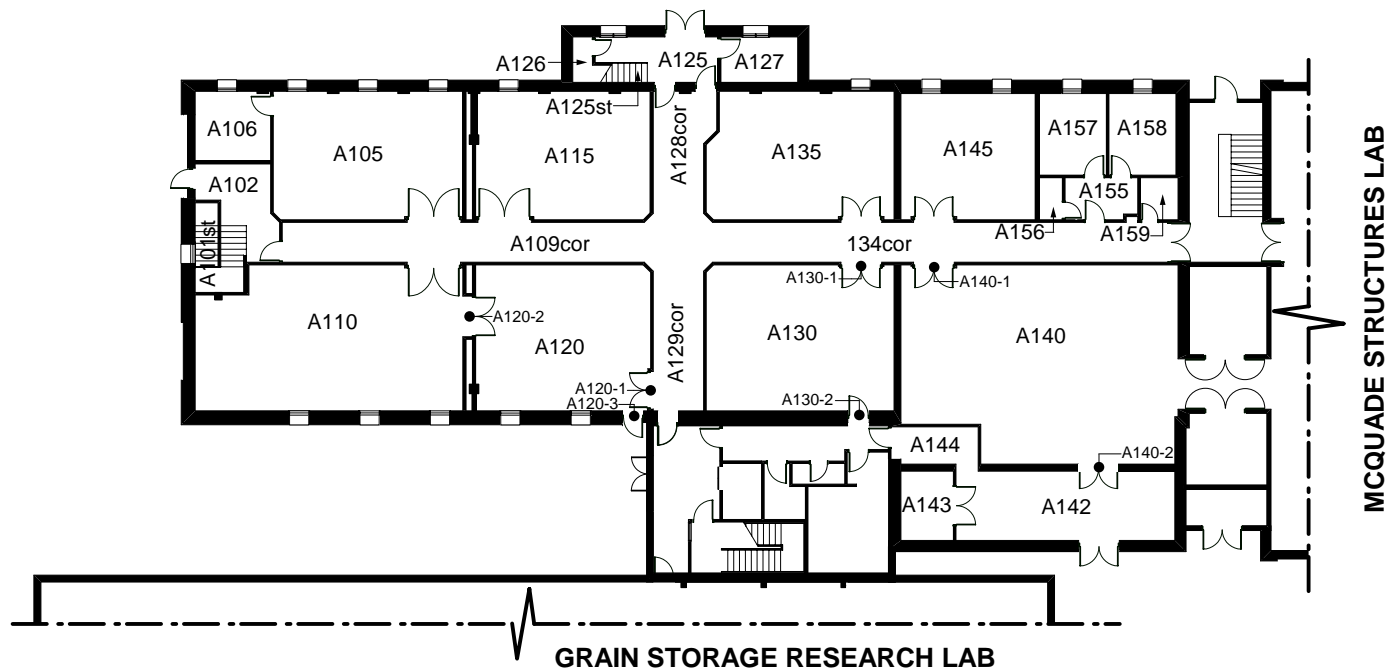 A126
A125
A127
A125st
A106
A105
A115
A128cor
A135
A145
A157
A158
A102
A155
A101st
A109cor
134cor
A156
A159
A130-1
A140-1
A110
A120-2
A120
A129cor
A130
A140
A120-1
A120-3
A130-2
A144
A140-2
A143
A142
MCQUADE STRUCTURES LAB
GRAIN STORAGE RESEARCH LAB